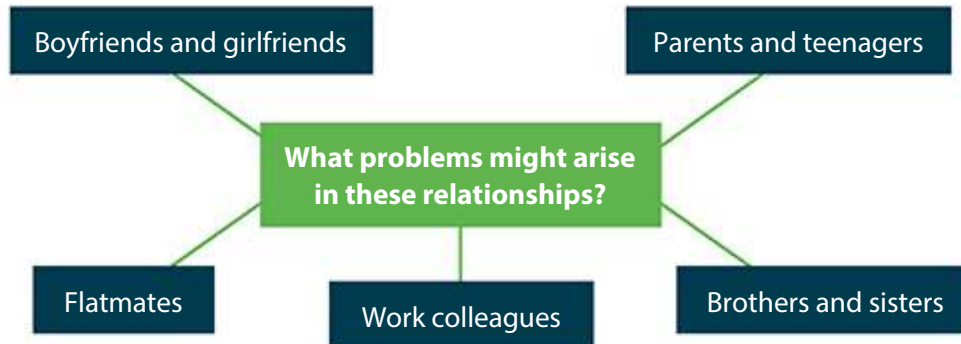 Boyfriends and girlfriends
Parents and teenagers
What problems might arise
in these relationships?
Flatmates
Work colleagues
Brothers and sisters